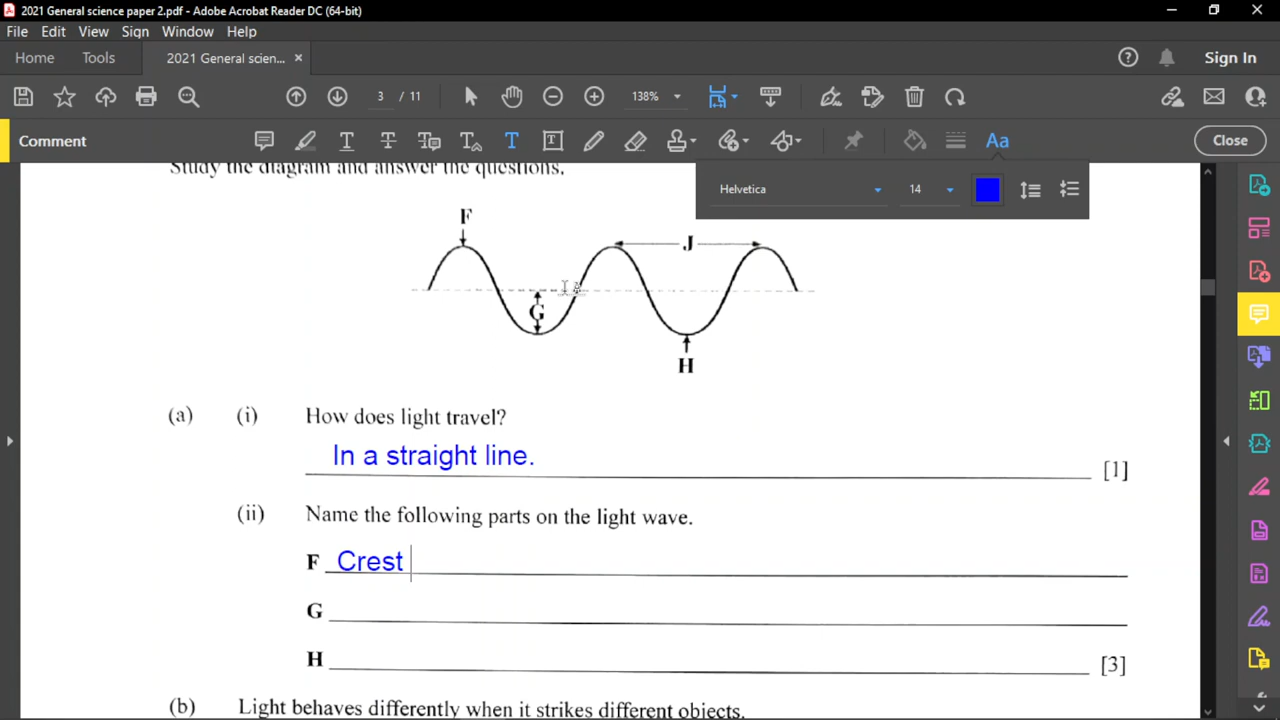 2021 General science paper 2.pdf - Adobe Acrobat Reader DC (64-bit)
File Edit View Sign Window Help
Home Tools 2021 General scien... × Sign In
3 / 11 138%
Comment Close
Helvetica 14
Study the diagram and answer the questions.
F
J
G
H
(a) (i) How does light travel?
In a straight line. [1]
(ii) Name the following parts on the light wave.
F Crest
G
H [3]
(b) Light behaves differently when it strikes different objects.